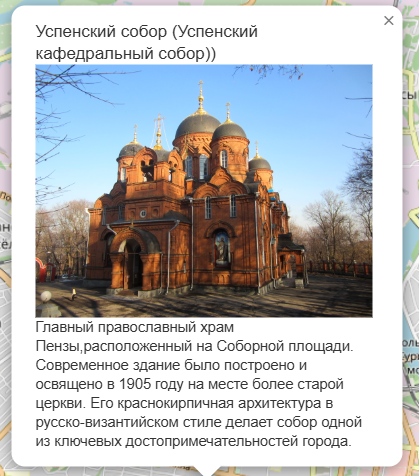 Успенский собор (Успенский
кафедральный собор))
Главный православный храм
Пензы,расположенный на Соборной площади.
Современное здание было построено и
освящено в 1905 году на месте более старой
церкви. Его краснокирпичная архитектура в
русско-византийском стиле делает собор одной
из ключевых достопримечательностей города.